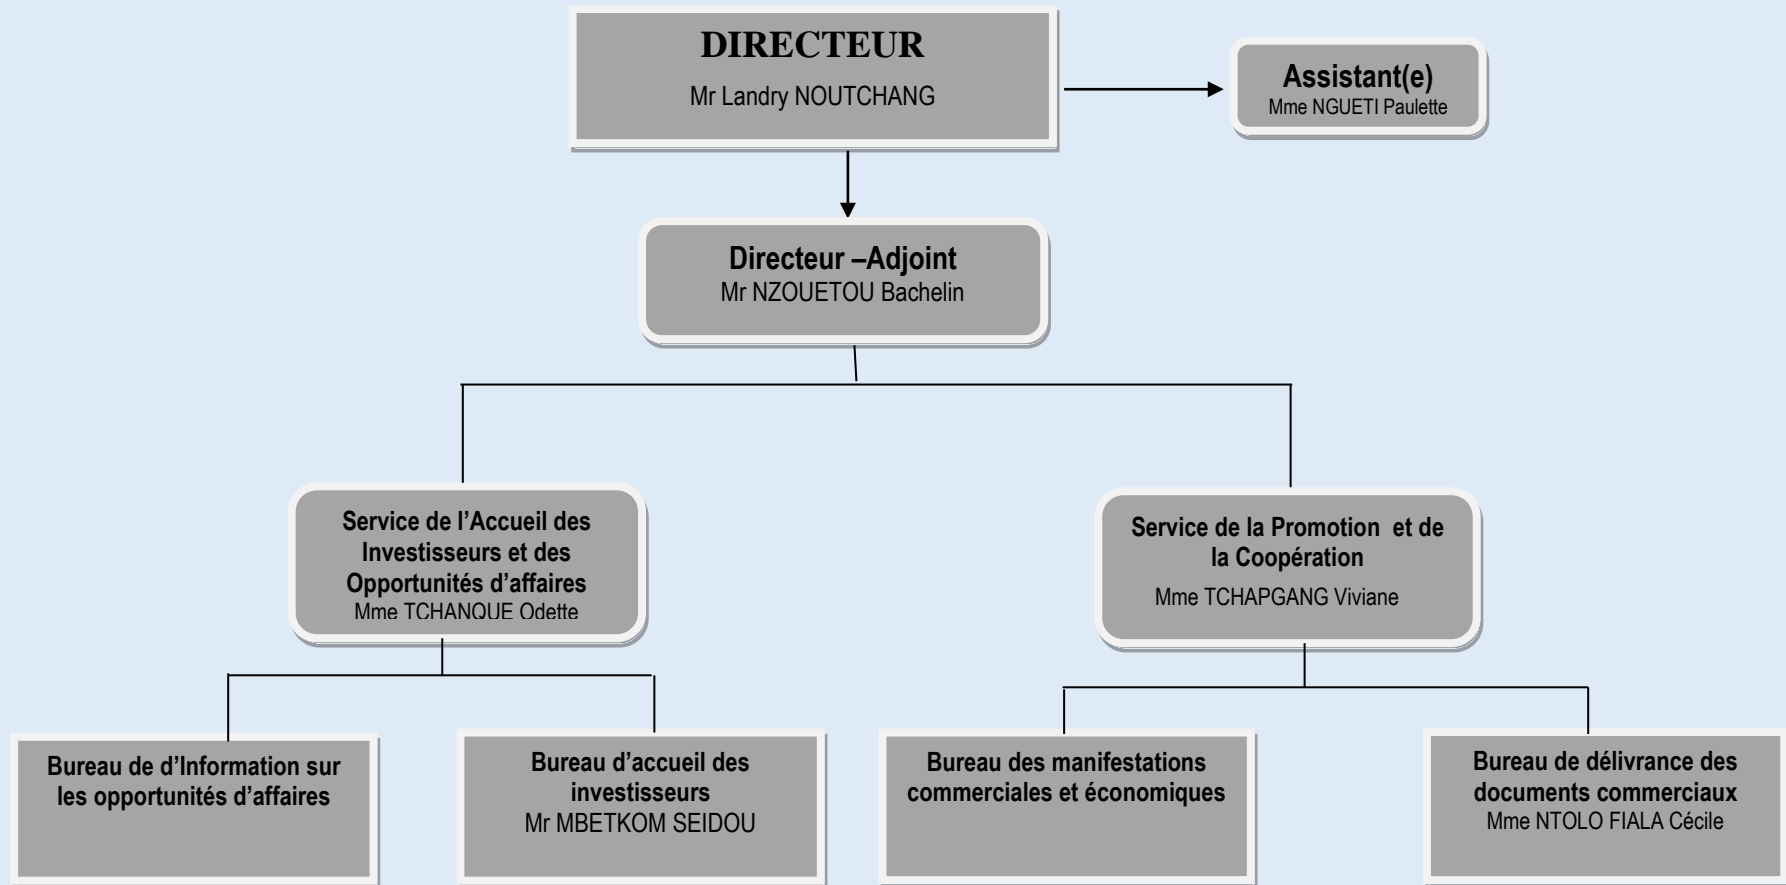 DIRECTEUR
Mr Landry NOUTCHANG
Assistant(e)
Mme NGUETI Paulette
Directeur –Adjoint
Mr NZOUETOU Bachelin
Service de l’Accueil des
Investisseurs et des
Opportunités d’affaires
Mme TCHANQUE Odette
Service de la Promotion et de
la Coopération
Mme TCHAPGANG Viviane
Bureau de d’Information sur
les opportunités d’affaires
Bureau d’accueil des
investisseurs
Mr MBETKOM SEIDOU
Bureau des manifestations
commerciales et économiques
Bureau de délivrance des
documents commerciaux
Mme NTOLO FIALA Cécile